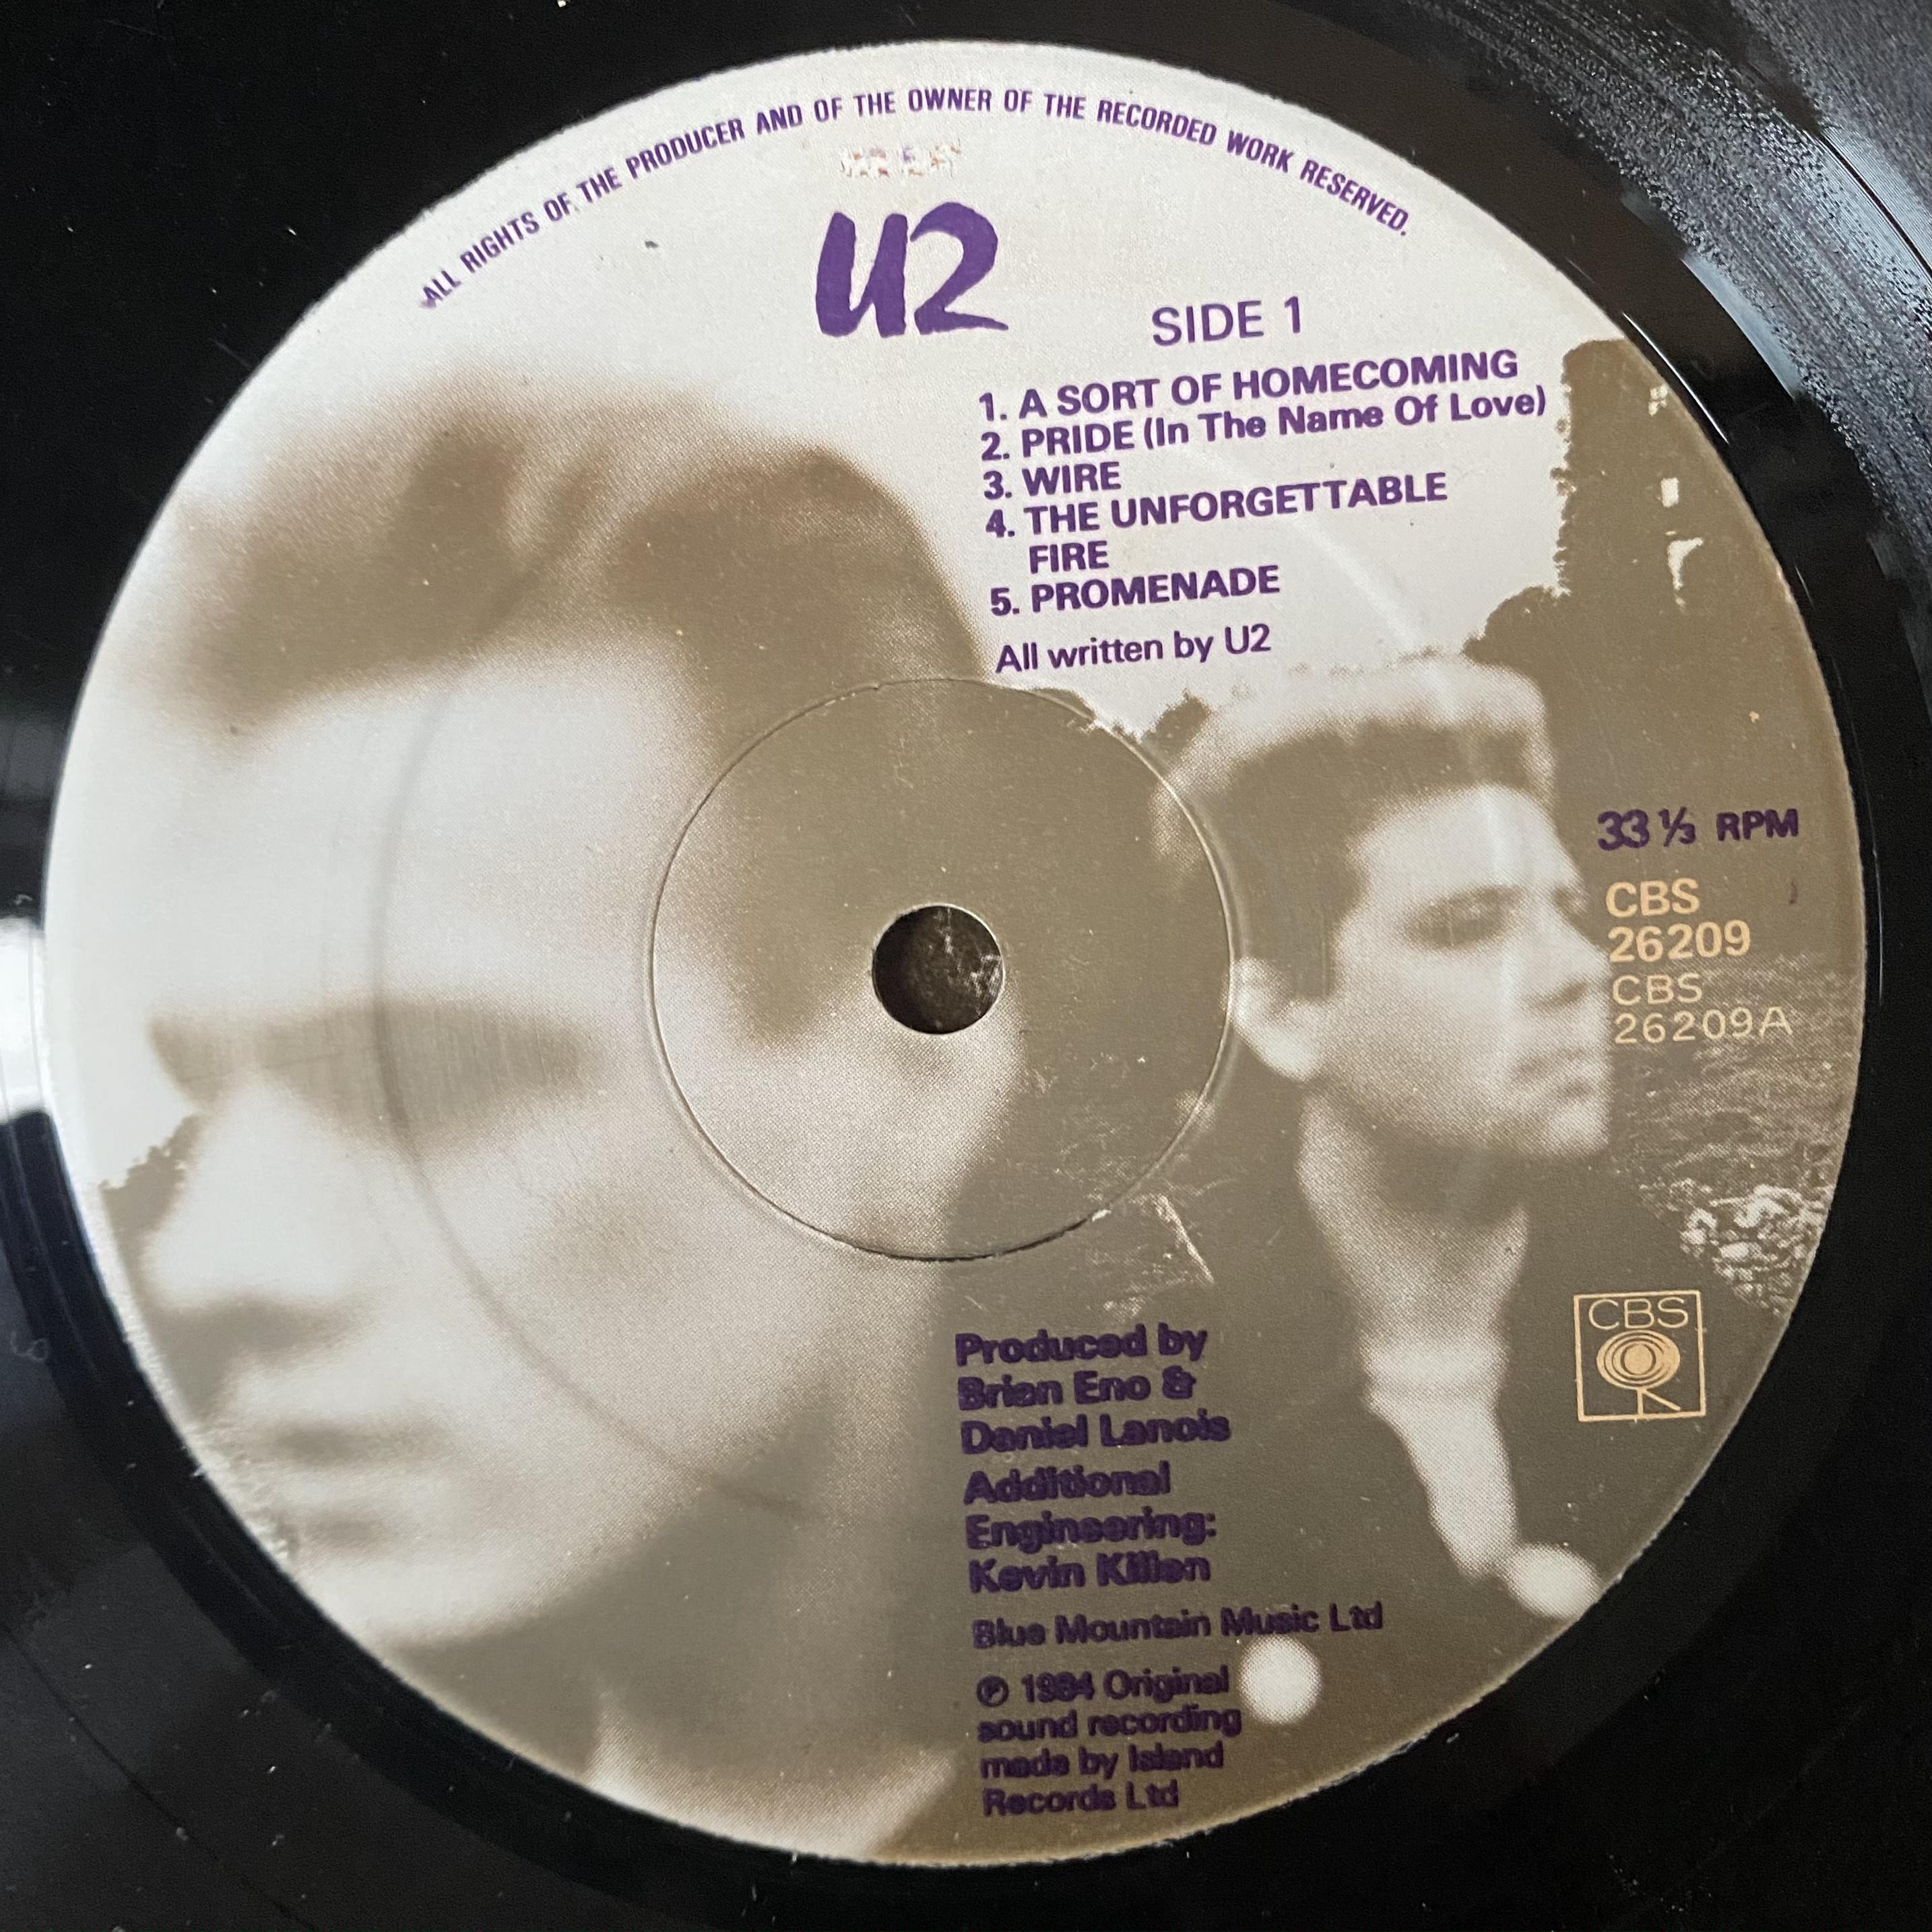 ALL RIGHTS OF THE PRODUCER AND OF THE OWNER OF THE RECORDED WORK RESERVED.
U2
SIDE 1
1. A SORT OF HOMECOMING
2. PRIDE (In The Name Of Love)
3. WIRE
4. THE UNFORGETTABLE
FIRE
5. PROMENADE
All written by U2
33 ⅓ RPM
CBS
26209
CBS
26209A
CBS
Produced by
Brian Eno &
Daniel Lanois
Additional
Engineering:
Kevin Killen
Blue Mountain Music Ltd
℗ 1984 Original
sound recording
made by Island
Records Ltd